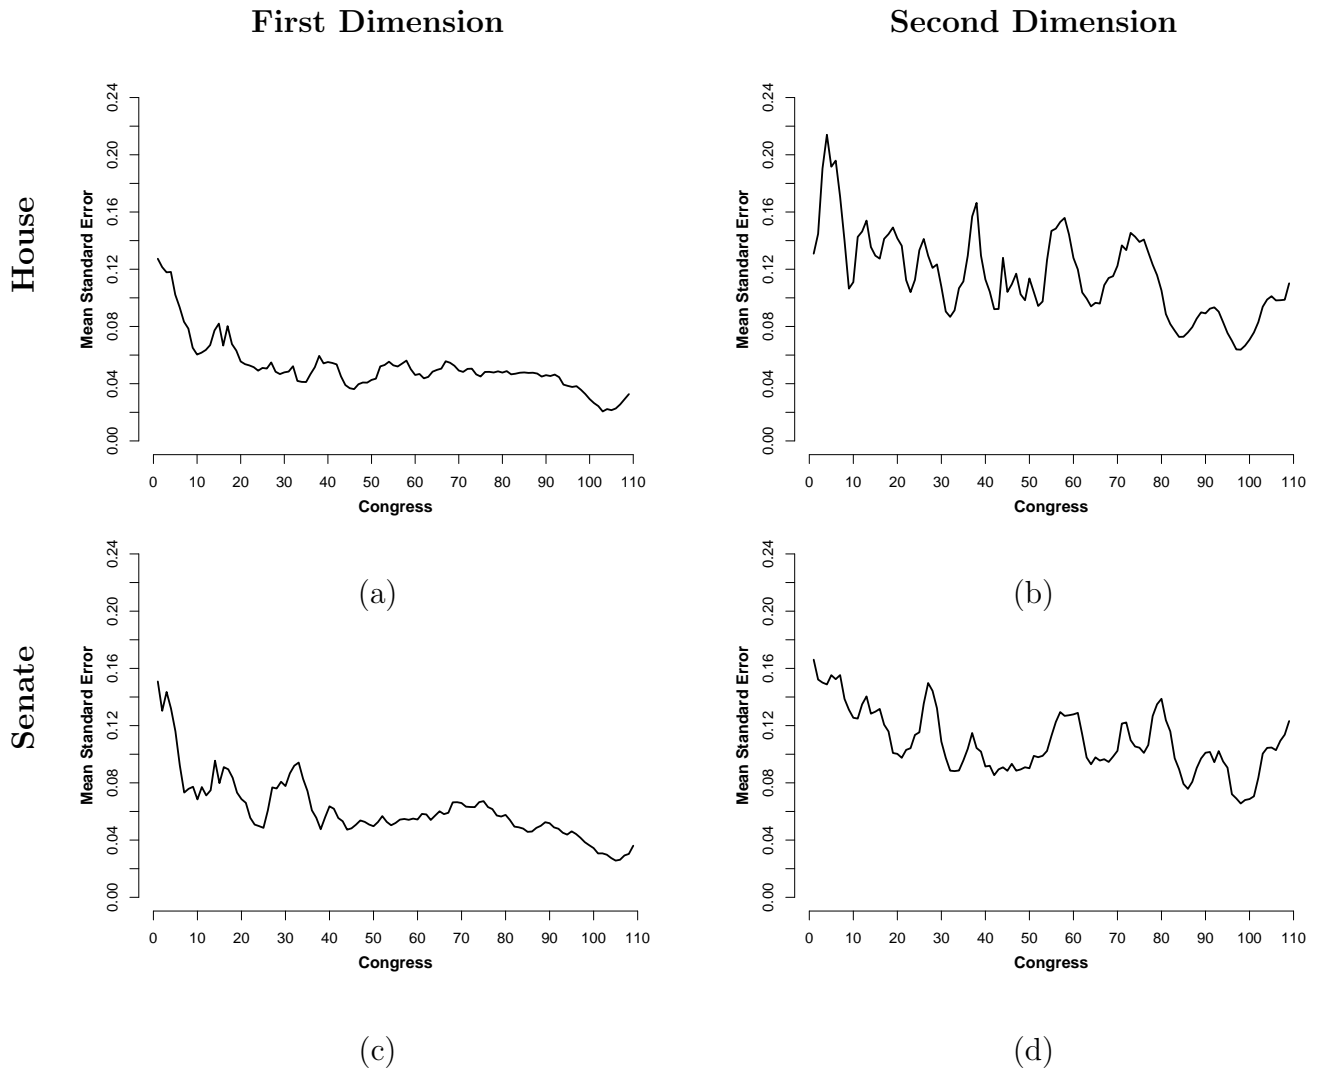 First Dimension
Second Dimension
House
Mean Standard Error
0.00 0.04 0.08 0.12 0.16 0.20 0.24
0 10 20 30 40 50 60 70 80 90 100 110
Congress
(a)
Mean Standard Error
0.00 0.04 0.08 0.12 0.16 0.20 0.24
0 10 20 30 40 50 60 70 80 90 100 110
Congress
(b)
Senate
Mean Standard Error
0.00 0.04 0.08 0.12 0.16 0.20 0.24
0 10 20 30 40 50 60 70 80 90 100 110
Congress
(c)
Mean Standard Error
0.00 0.04 0.08 0.12 0.16 0.20 0.24
0 10 20 30 40 50 60 70 80 90 100 110
Congress
(d)